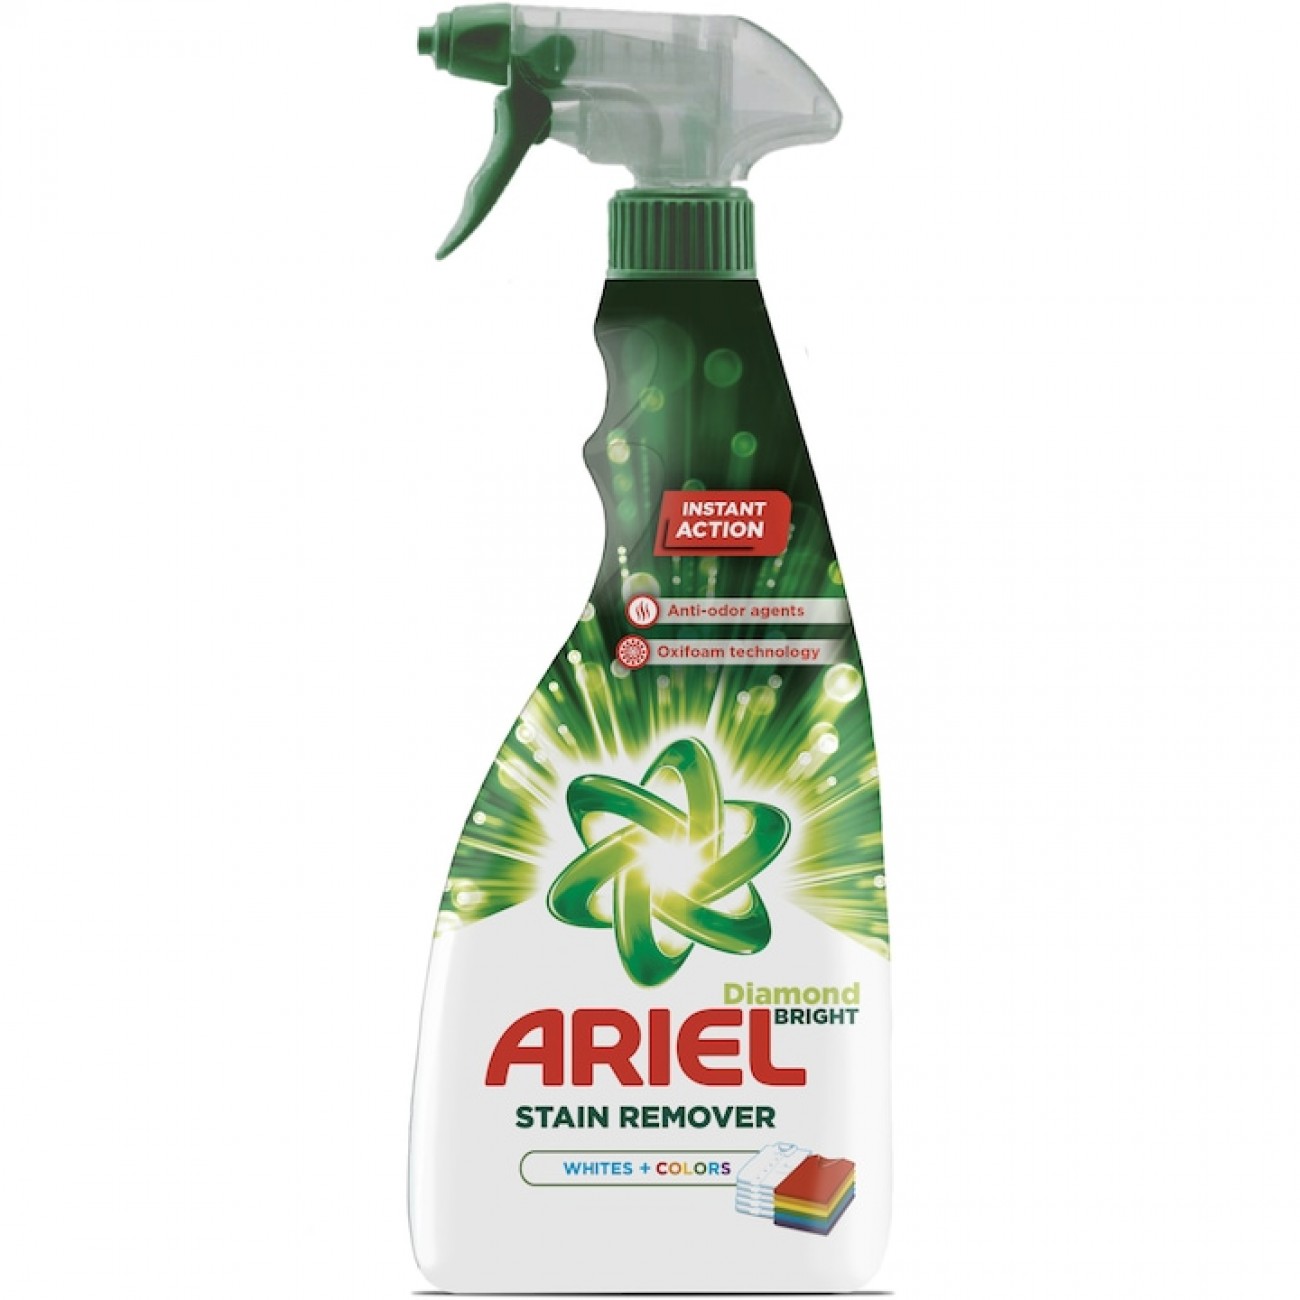 INSTANT
ACTION
Anti-odor agents
Oxifoam technology
Diamond
BRIGHT
ARIEL
STAIN REMOVER
WHITES + COLORS